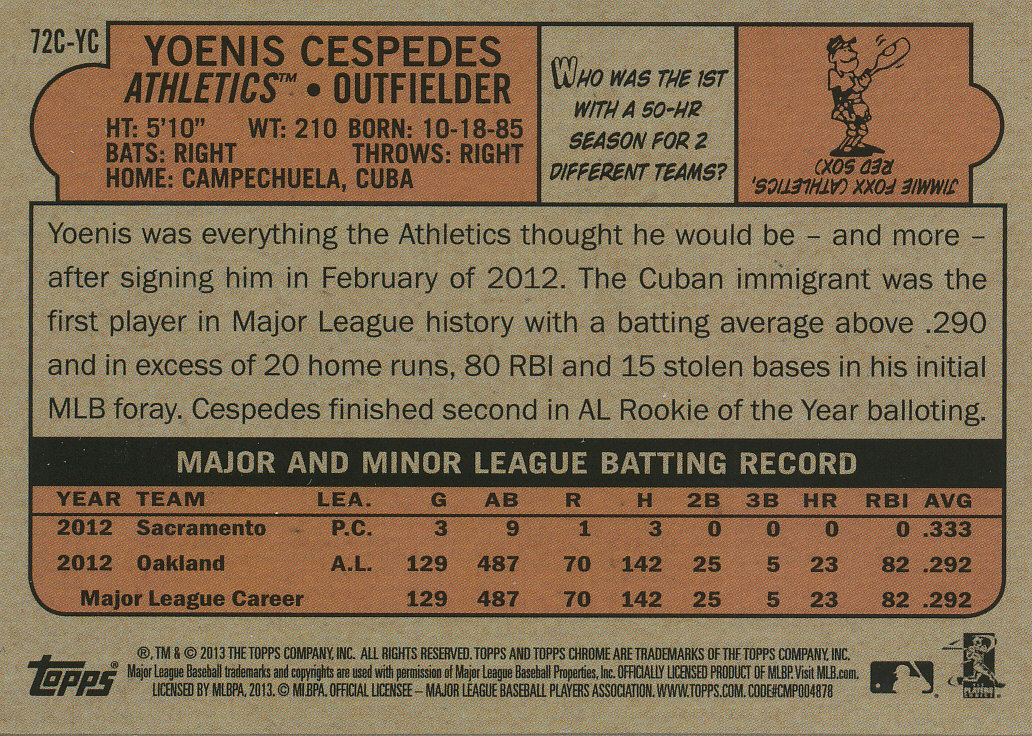 72C-YC
YOENIS CESPEDES
ATHLETICS™ • OUTFIELDER
HT: 5'10" WT: 210 BORN: 10-18-85
BATS: RIGHT THROWS: RIGHT
HOME: CAMPECHUELA, CUBA
WHO WAS THE 1ST
WITH A 50-HR
SEASON FOR 2
DIFFERENT TEAMS?
JIMMIE FOXX (ATHLETICS,
RED SOX)
Yoenis was everything the Athletics thought he would be – and more –
after signing him in February of 2012. The Cuban immigrant was the
first player in Major League history with a batting average above .290
and in excess of 20 home runs, 80 RBI and 15 stolen bases in his initial
MLB foray. Cespedes finished second in AL Rookie of the Year balloting.
MAJOR AND MINOR LEAGUE BATTING RECORD
YEAR TEAM LEA. G AB R H 2B 3B HR RBI AVG
2012 Sacramento P.C. 3 9 1 3 0 0 0 0 .333
2012 Oakland A.L. 129 487 70 142 25 5 23 82 .292
Major League Career 129 487 70 142 25 5 23 82 .292
Topps®
®, TM & © 2013 THE TOPPS COMPANY, INC. ALL RIGHTS RESERVED. TOPPS AND TOPPS CHROME ARE TRADEMARKS OF THE TOPPS COMPANY, INC.
Major League Baseball trademarks and copyrights are used with permission of Major League Baseball Properties, Inc. OFFICIALLY LICENSED PRODUCT OF MLBP. Visit MLB.com.
LICENSED BY MLBPA, 2013. © MLBPA. OFFICIAL LICENSEE – MAJOR LEAGUE BASEBALL PLAYERS ASSOCIATION. WWW.TOPPS.COM. CODE#CMP004878
PLAYERS